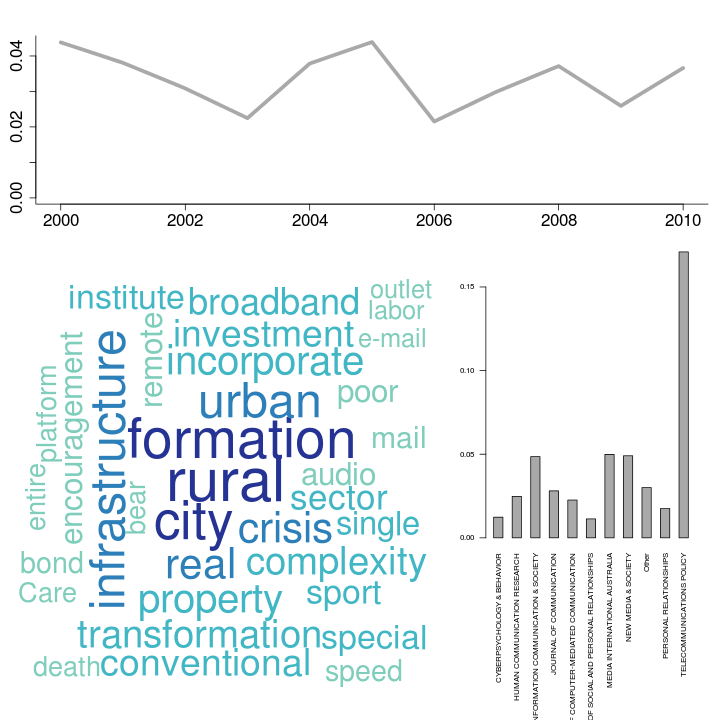 0.04
0.02
0.00
2000 2002 2004 2006 2008 2010
institute
broadband
outlet
labor
investment
e-mail
remote
incorporate
infrastructure
encouragement
platform
urban
poor
formation
mail
rural
audio
entire
bear
sector
city
crisis
single
bond
real
complexity
Care
property
sport
transformation
special
death
conventional
speed
0.15
0.10
0.05
0.00
CYBERPSYCHOLOGY & BEHAVIOR
HUMAN COMMUNICATION RESEARCH
NFORMATION COMMUNICATION & SOCIETY
JOURNAL OF COMMUNICATION
F COMPUTER-MEDIATED COMMUNICATION
OF SOCIAL AND PERSONAL RELATIONSHIPS
MEDIA INTERNATIONAL AUSTRALIA
NEW MEDIA & SOCIETY
Other
PERSONAL RELATIONSHIPS
TELECOMMUNICATIONS POLICY